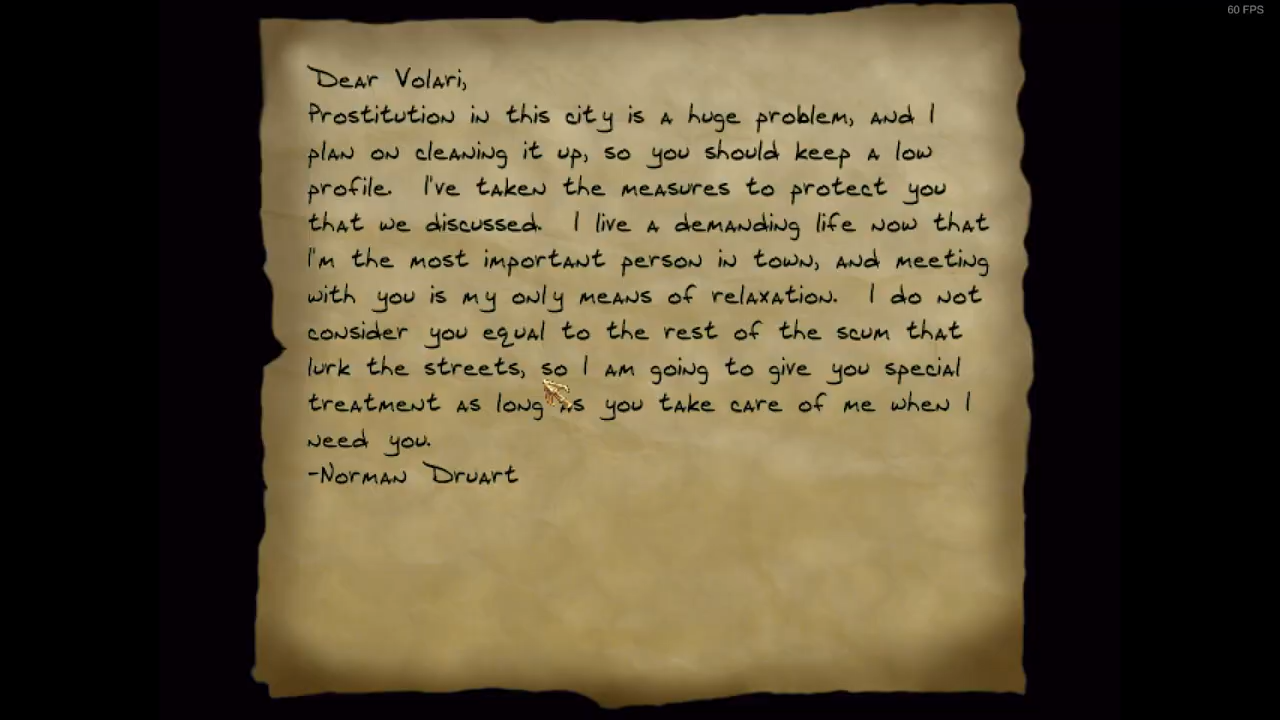 60 FPS
Dear Volari,
Prostitution in this city is a huge problem, and I
plan on cleaning it up, so you should keep a low
profile. I've taken the measures to protect you
that we discussed. I live a demanding life now that
I'm the most important person in town, and meeting
with you is my only means of relaxation. I do not
consider you equal to the rest of the scum that
lurk the streets, so I am going to give you special
treatment as long as you take care of me when I
need you.
-Norman Druart